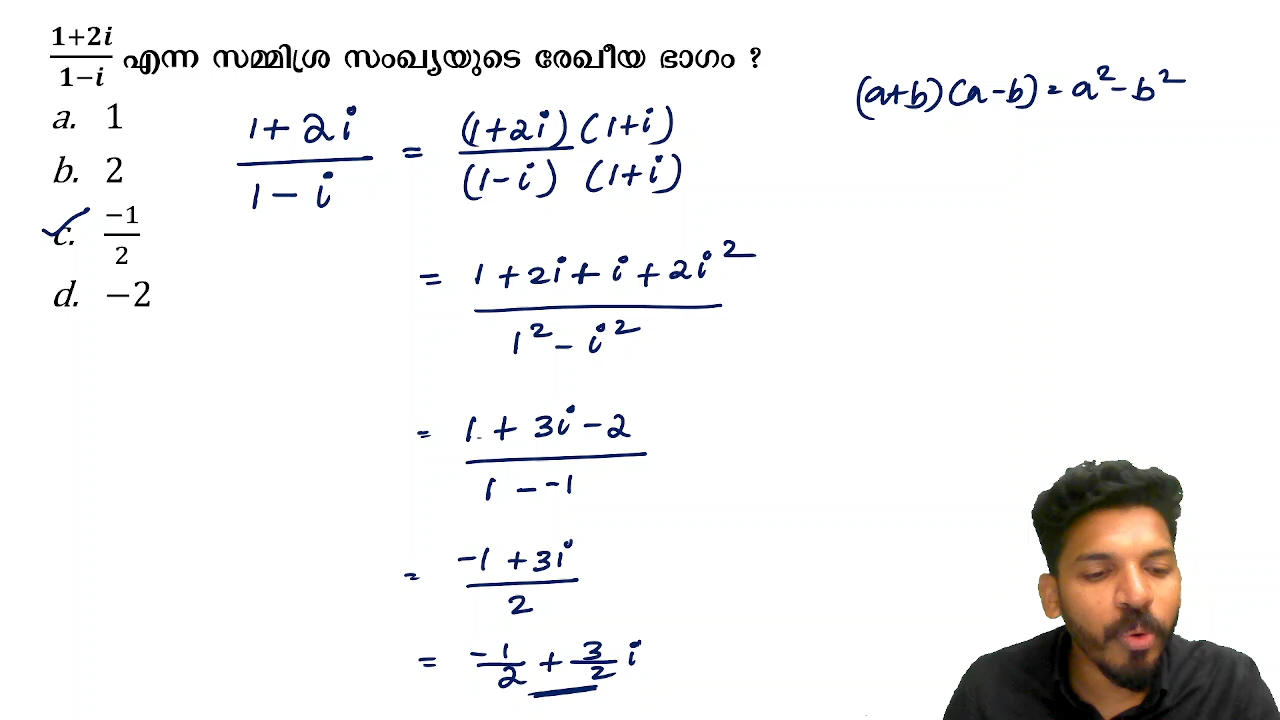 1+2i/1−i എന്ന സമ്മിശ്ര സംഖ്യയുടെ രേഖീയ ഭാഗം ?
a. 1
b. 2
c. −1/2
d. −2
(a+b)(a-b) = a² - b²
1 + 2i / 1 - i = (1+2i)(1+i) / (1-i) (1+i)
= 1 + 2i + i + 2i² / 1² - i²
= 1 + 3i - 2 / 1 - -1
= -1 + 3i / 2
= -1/2 + 3/2 i